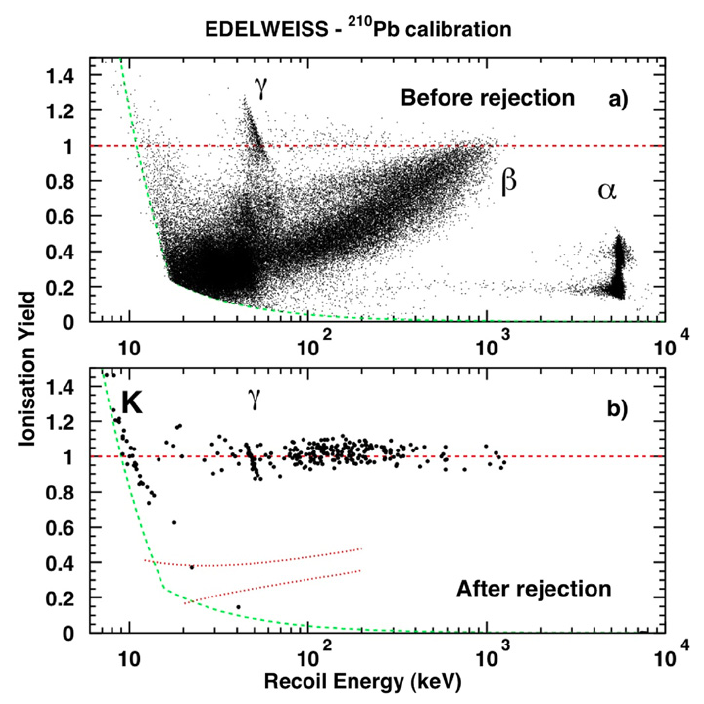 EDELWEISS - ²¹⁰Pb calibration
Ionisation Yield
γ
Before rejection a)
β
α
1.4
1.2
1
0.8
0.6
0.4
0.2
0
10 10² 10³ 10⁴
K γ b)
After rejection
1.4
1.2
1
0.8
0.6
0.4
0.2
0
10 10² 10³ 10⁴
Recoil Energy (keV)